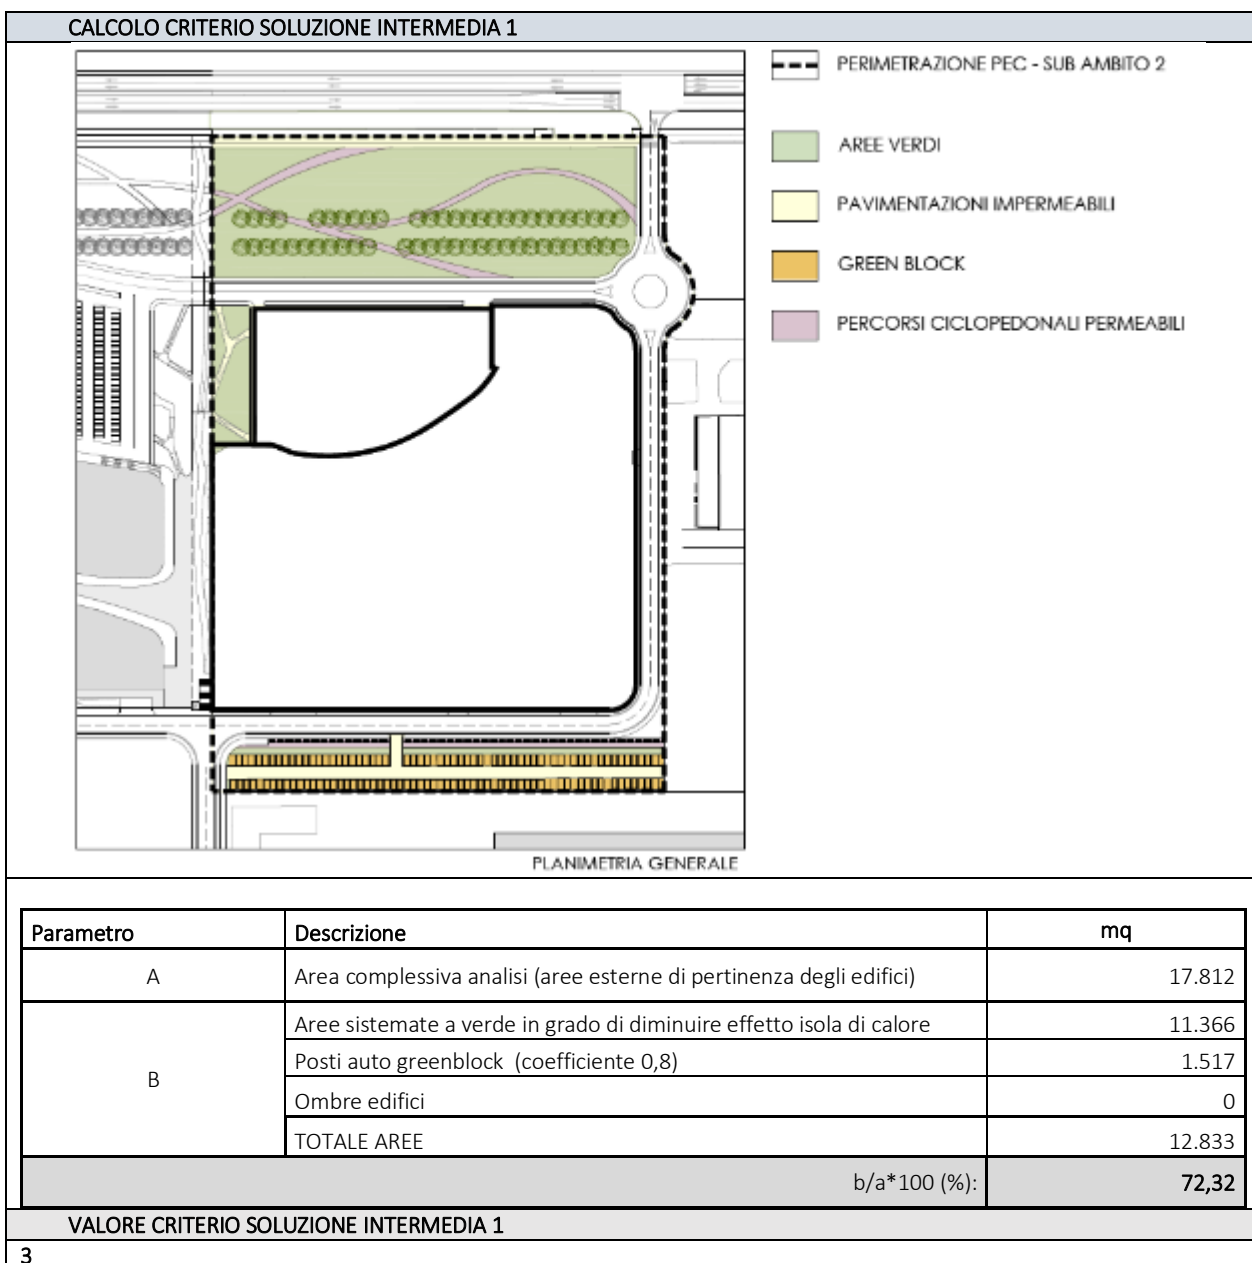 CALCOLO CRITERIO SOLUZIONE INTERMEDIA 1
PERIMETRAZIONE PEC - SUB AMBITO 2
AREE VERDI
PAVIMENTAZIONI IMPERMEABILI
GREEN BLOCK
PERCORSI CICLOPEDONALI PERMEABILI
PLANIMETRIA GENERALE
Parametro Descrizione mq
A Area complessiva analisi (aree esterne di pertinenza degli edifici) 17.812
B
Aree sistemate a verde in grado di diminuire effetto isola di calore 11.366
Posti auto greenblock (coefficiente 0,8) 1.517
Ombre edifici 0
TOTALE AREE 12.833
b/a*100 (%): 72,32
VALORE CRITERIO SOLUZIONE INTERMEDIA 1
3